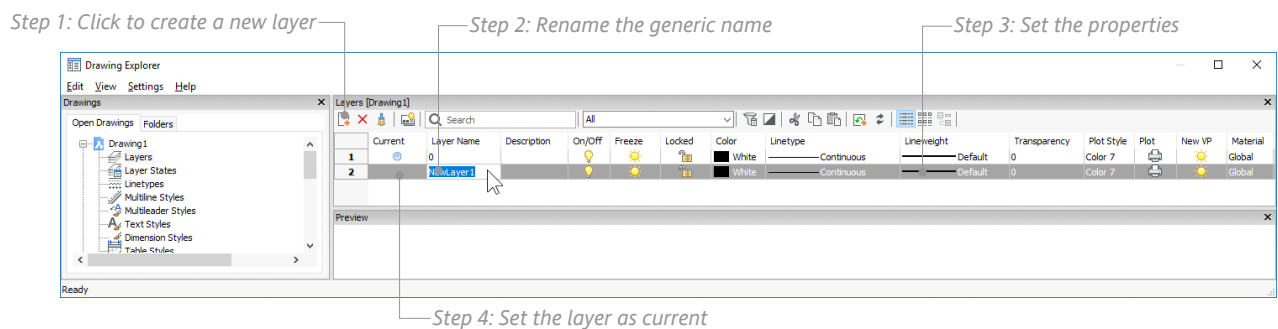 Step 1: Click to create a new layer
Step 2: Rename the generic name
Step 3: Set the properties
Drawing Explorer
Edit View Settings Help
Drawings
Open Drawings Folders
Drawing1
Layers
Layer States
Linetypes
Multiline Styles
Multileader Styles
Text Styles
Dimension Styles
Table Styles
Layers [Drawing1]
Search All
Current Layer Name Description On/Off Freeze Locked Color Linetype Lineweight Transparency Plot Style Plot New VP Material
1 0 White Continuous Default 0 Color 7 Global
2 NewLayer1 White Continuous Default 0 Color 7 Global
Preview
Ready
Step 4: Set the layer as current